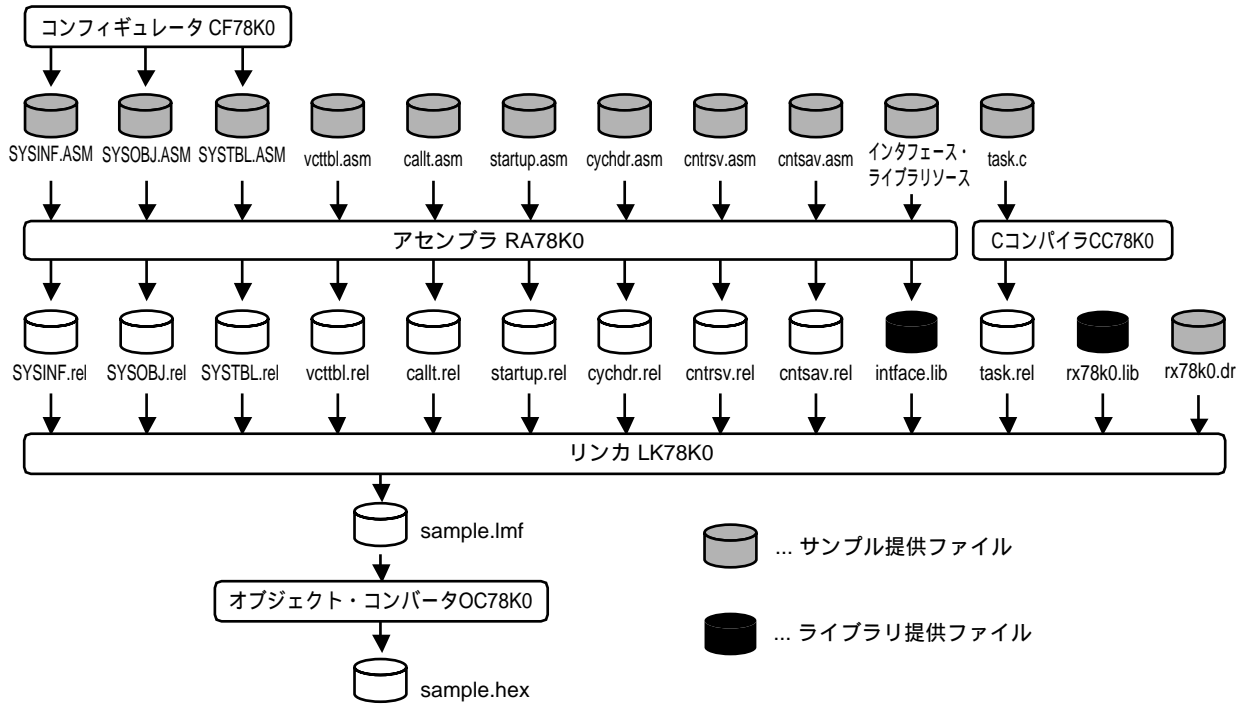 コンフィギュレータ CF78K0
SYSINF.ASM SYSOBJ.ASM SYSTBL.ASM vcttbl.asm callt.asm startup.asm cychdr.asm cntrsv.asm cntsav.asm インタフェース・ task.c
ライブラリソース
アセンブラ RA78K0 CコンパイラCC78K0
SYSINF.rel SYSOBJ.rel SYSTBL.rel vcttbl.rel callt.rel startup.rel cychdr.rel cntrsv.rel cntsav.rel intface.lib task.rel rx78k0.lib rx78k0.dr
リンカ LK78K0
sample.lmf
... サンプル提供ファイル
オブジェクト・コンバータOC78K0
... ライブラリ提供ファイル
sample.hex